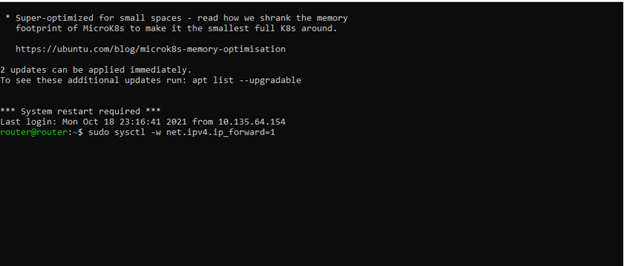 * Super-optimized for small spaces - read how we shrank the memory
footprint of MicroK8s to make it the smallest full K8s around.
https://ubuntu.com/blog/microk8s-memory-optimisation
2 updates can be applied immediately.
To see these additional updates run: apt list --upgradable
*** System restart required ***
Last login: Mon Oct 18 23:16:41 2021 from 10.135.64.154
router@router:~$ sudo sysctl -w net.ipv4.ip_forward=1